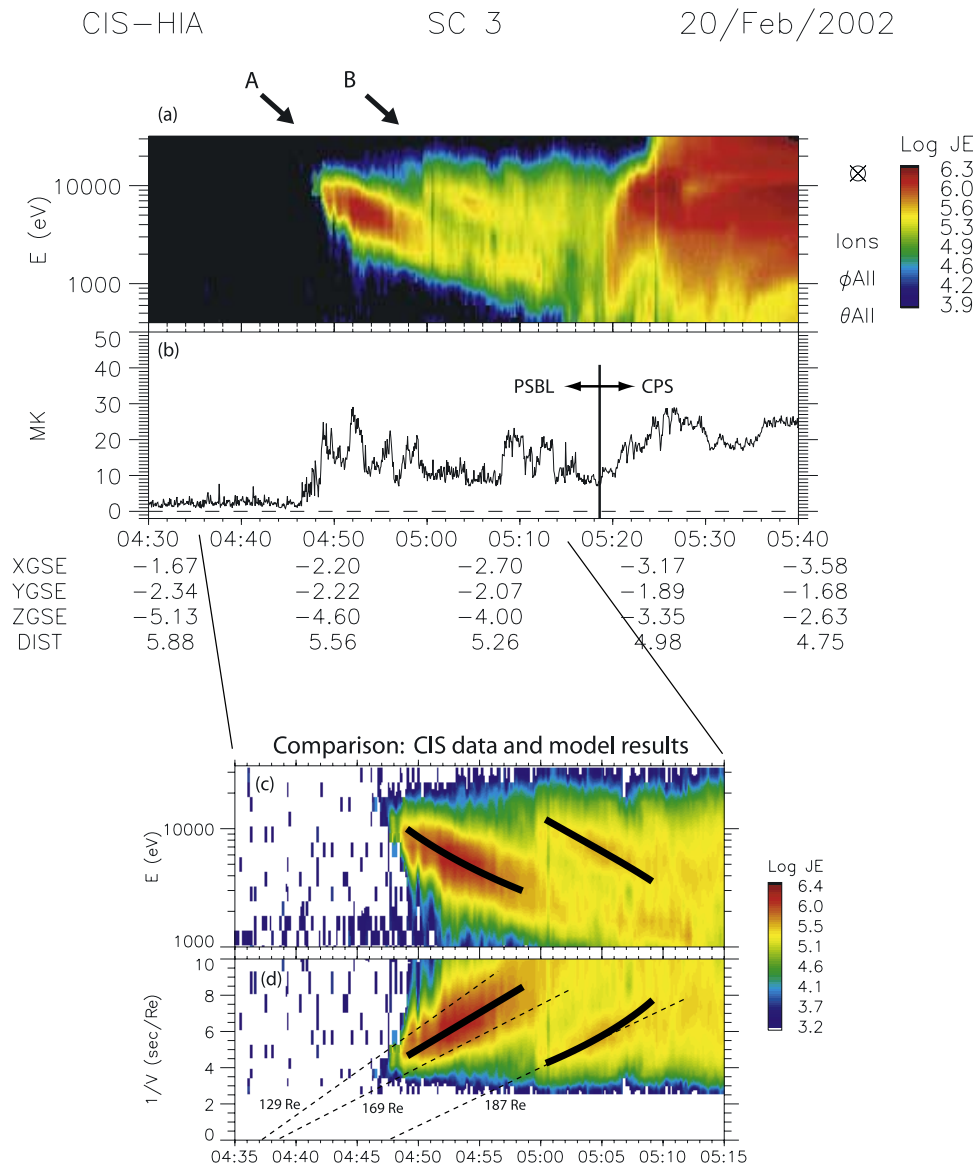 CIS-HIA SC 3 20/Feb/2002
A B
(a)
Log JE
10000
1000
E (eV)
Ions
φAll
θAll
6.3
6.0
5.6
5.3
4.9
4.6
4.2
3.9
(b)
50
40
30
20
10
0
MK
PSBL CPS
04:30 04:40 04:50 05:00 05:10 05:20 05:30 05:40
XGSE -1.67 -2.20 -2.70 -3.17 -3.58
YGSE -2.34 -2.22 -2.07 -1.89 -1.68
ZGSE -5.13 -4.60 -4.00 -3.35 -2.63
DIST 5.88 5.56 5.26 4.98 4.75
Comparison: CIS data and model results
(c)
10000
1000
E (eV)
Log JE
6.4
6.0
5.5
5.1
4.6
4.1
3.7
3.2
(d)
10
8
6
4
2
0
1/V (sec/Re)
129 Re 169 Re 187 Re
04:35 04:40 04:45 04:50 04:55 05:00 05:05 05:10 05:15